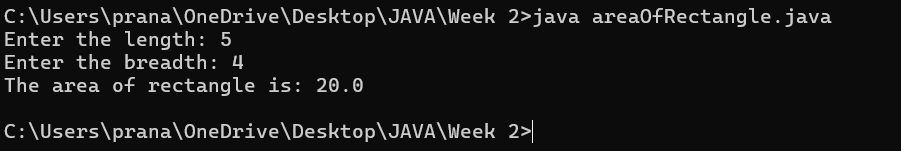 C:\Users\prana\OneDrive\Desktop\JAVA\Week 2>java areaOfRectangle.java
Enter the length: 5
Enter the breadth: 4
The area of rectangle is: 20.0
C:\Users\prana\OneDrive\Desktop\JAVA\Week 2>